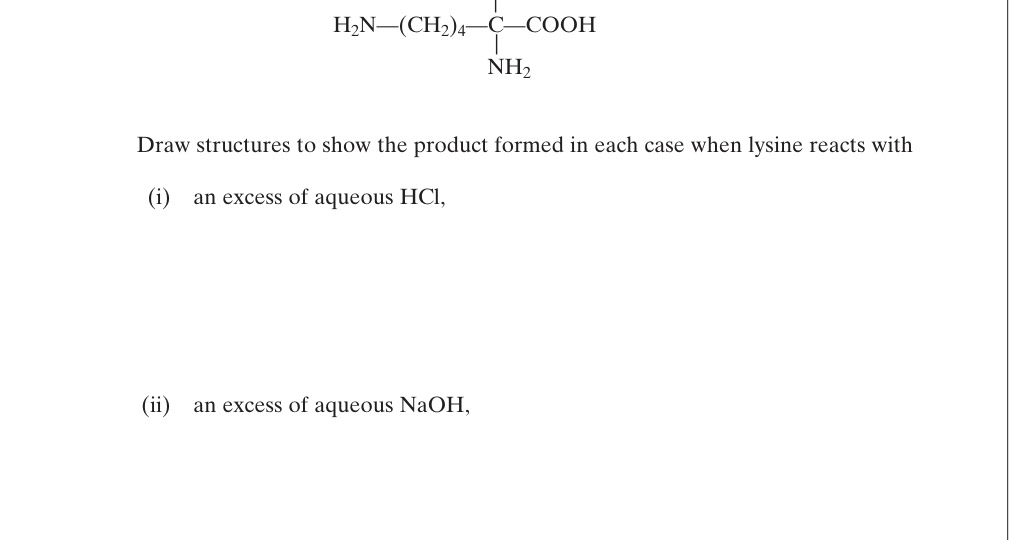 H₂N—(CH₂)₄—C—COOH
NH₂
Draw structures to show the product formed in each case when lysine reacts with
(i) an excess of aqueous HCl,
(ii) an excess of aqueous NaOH,